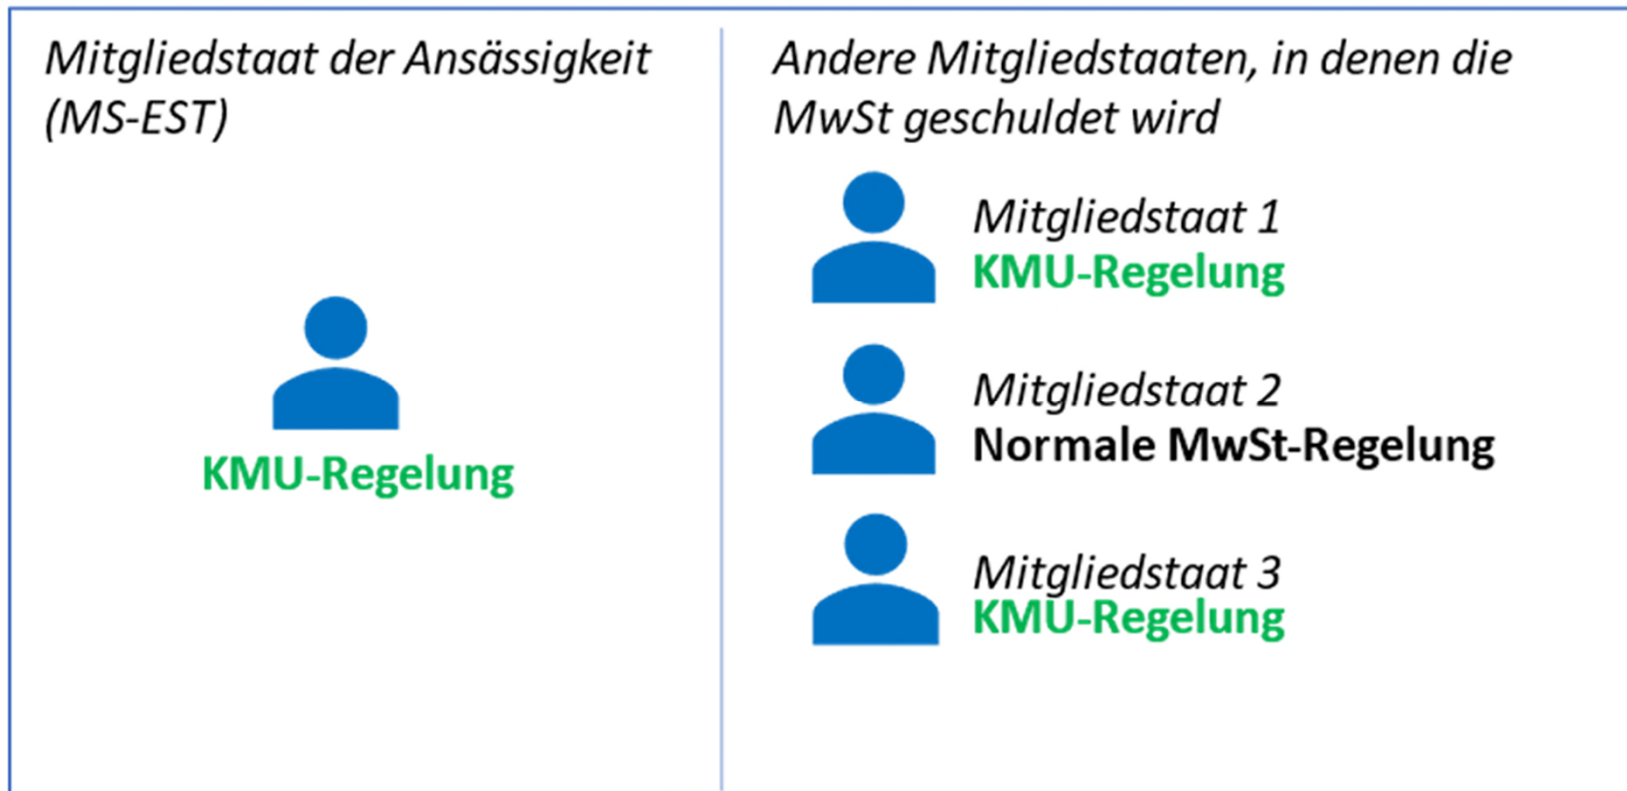 Mitgliedstaat der Ansässigkeit
(MS-EST)
KMU-Regelung
Andere Mitgliedstaaten, in denen die
MwSt geschuldet wird
Mitgliedstaat 1
KMU-Regelung
Mitgliedstaat 2
Normale MwSt-Regelung
Mitgliedstaat 3
KMU-Regelung